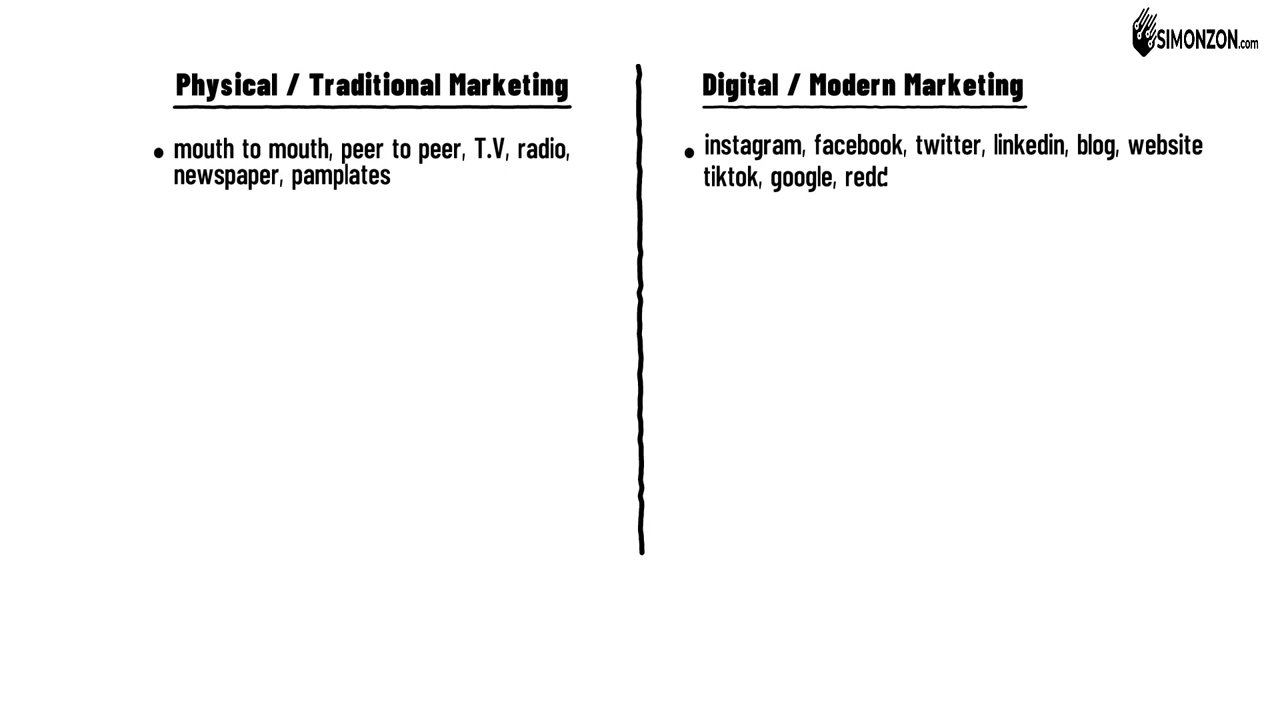 SIMONZON.com
Physical / Traditional Marketing
• mouth to mouth, peer to peer, T.V, radio,
newspaper, pamplates
Digital / Modern Marketing
• instagram, facebook, twitter, linkedin, blog, website
tiktok, google,